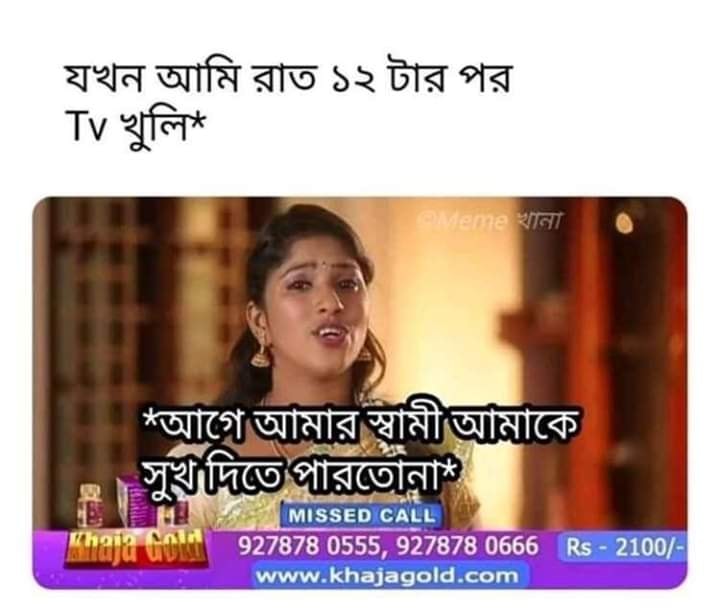 যখন আমি রাত ১২ টার পর
Tv খুলি*
©Meme খানা
*আগে আমার স্বামী আমাকে
সুখ দিতে পারতোনা*
MISSED CALL
Khaja Gold
927878 0555, 927878 0666
Rs - 2100/-
www.khajagold.com